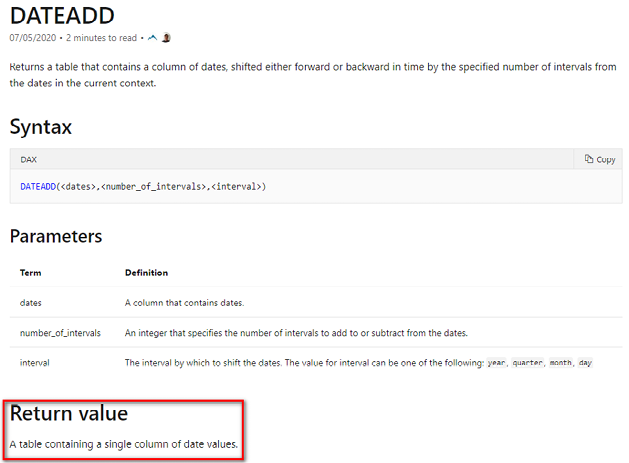 DATEADD
07/05/2020 • 2 minutes to read •
Returns a table that contains a column of dates, shifted either forward or backward in time by the specified number of intervals from
the dates in the current context.
Syntax
DAX Copy
DATEADD(<dates>,<number_of_intervals>,<interval>)
Parameters
Term Definition
dates A column that contains dates.
number_of_intervals An integer that specifies the number of intervals to add to or subtract from the dates.
interval The interval by which to shift the dates. The value for interval can be one of the following: year, quarter, month, day
Return value
A table containing a single column of date values.